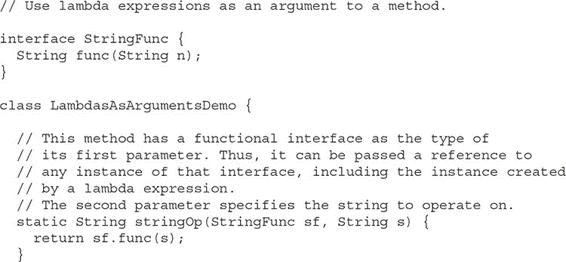 // Use lambda expressions as an argument to a method.
interface StringFunc {
  String func(String n);
}
class LambdasAsArgumentsDemo {
  // This method has a functional interface as the type of
  // its first parameter. Thus, it can be passed a reference to
  // any instance of that interface, including the instance created
  // by a lambda expression.
  // The second parameter specifies the string to operate on.
  static String stringOp(StringFunc sf, String s) {
    return sf.func(s);
  }